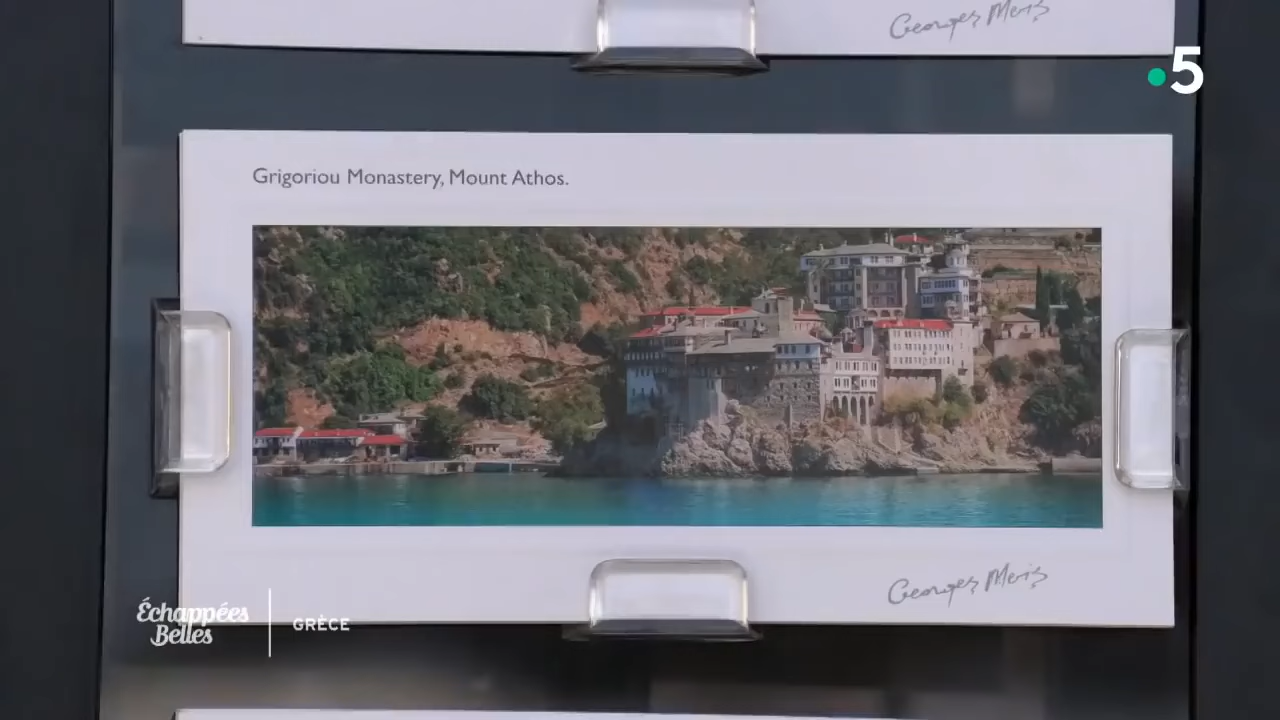 Georges Meis
5
Grigoriou Monastery, Mount Athos.
Georges Meis
Échappées
Belles
GRÈCE